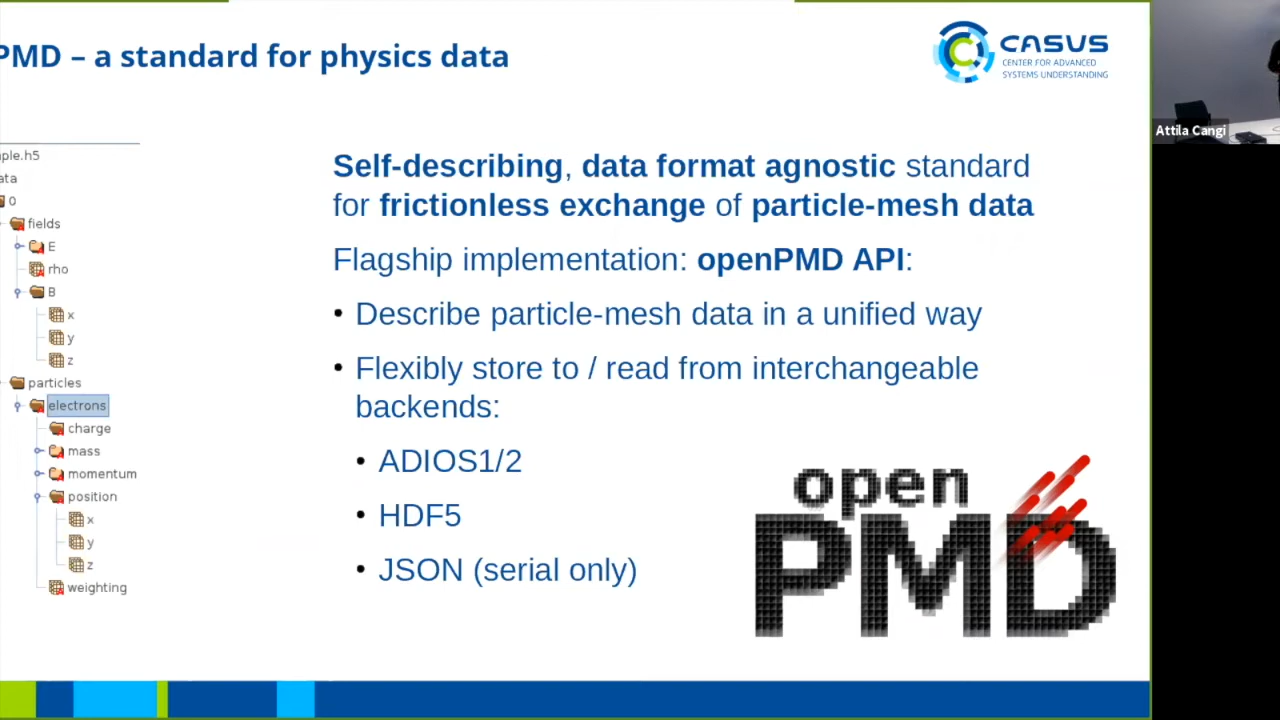 PMD – a standard for physics data
CASUS
CENTER FOR ADVANCED
SYSTEMS UNDERSTANDING
Attila Cangi
ple.h5
ata
0
fields
E
rho
B
x
y
z
particles
electrons
charge
mass
momentum
position
x
y
z
weighting
Self-describing, data format agnostic standard
for frictionless exchange of particle-mesh data
Flagship implementation: openPMD API:
• Describe particle-mesh data in a unified way
• Flexibly store to / read from interchangeable
backends:
• ADIOS1/2
• HDF5
• JSON (serial only)
open
PMD